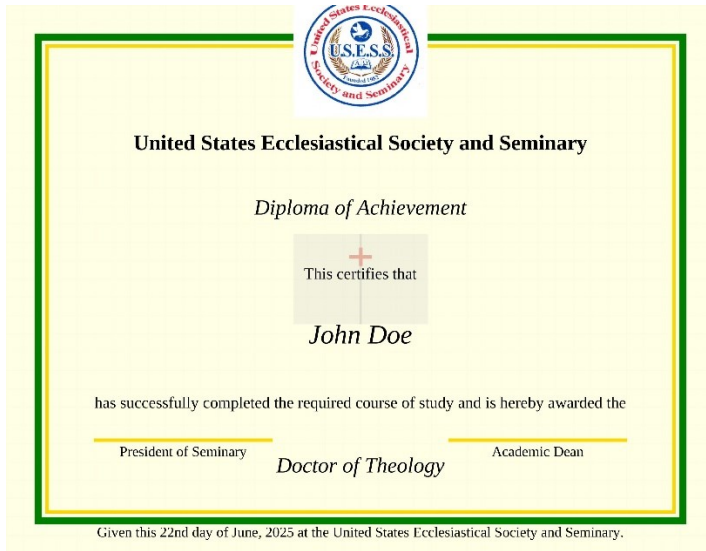 United States Ecclesiastical
U.S.E.S.S.
Society and Seminary
United States Ecclesiastical Society and Seminary
Diploma of Achievement
This certifies that
John Doe
has successfully completed the required course of study and is hereby awarded the
President of Seminary
Academic Dean
Doctor of Theology
Given this 22nd day of June, 2025 at the United States Ecclesiastical Society and Seminary.